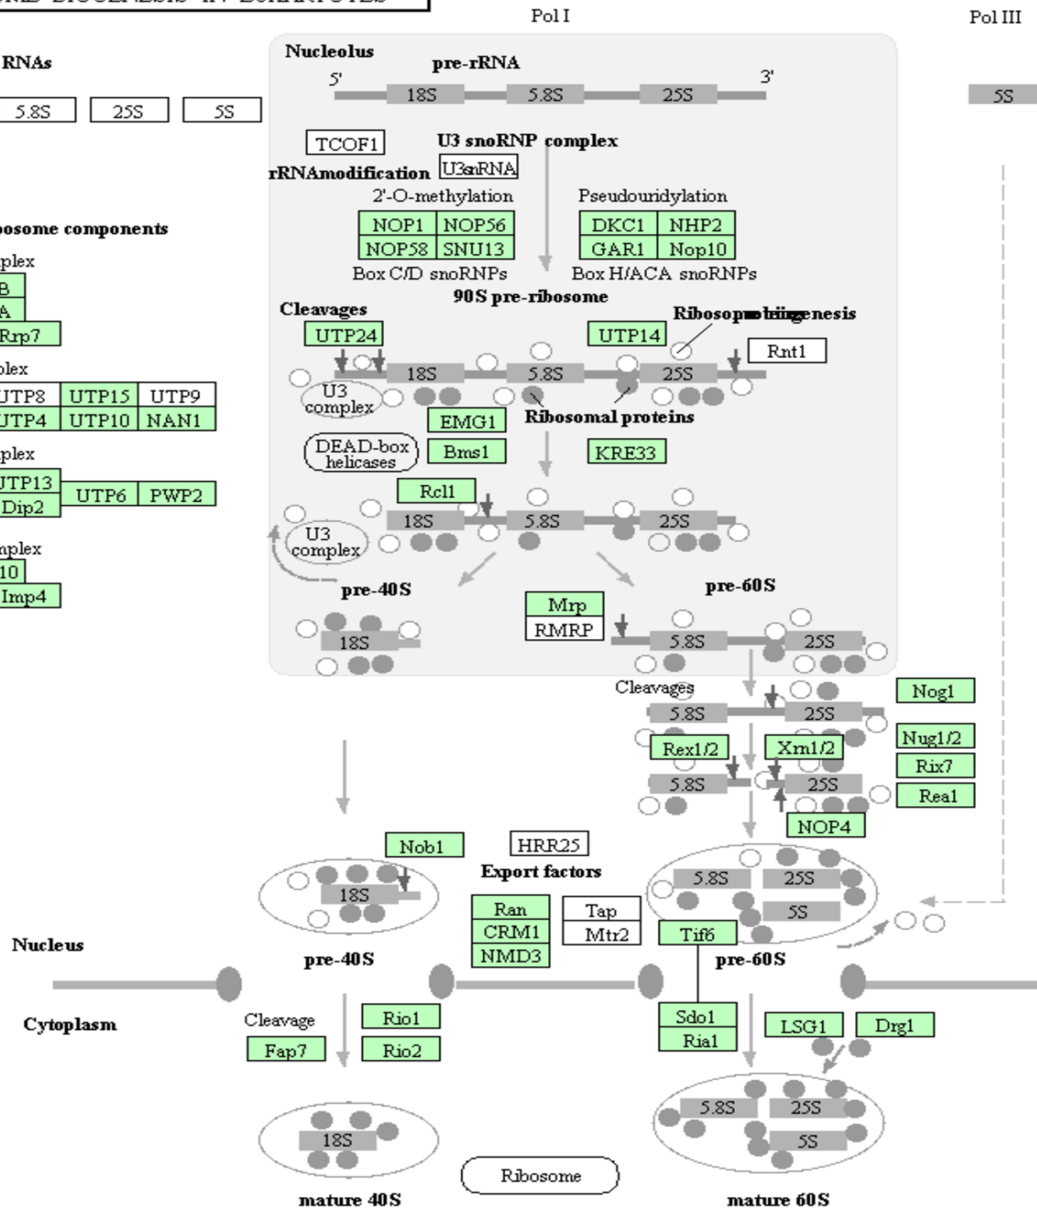 IN EUKARYOTES
Pol I
Pol III
RNAs
5.8S 25S 5S
Nucleolus
pre-rRNA
5'
3'
18S 5.8S 25S
5S
TCOF1
U3 snoRNP complex
U3snRNA
rRNAmodification
2'-O-methylation
Pseudouridylation
NOP1 NOP56
NOP58 SNU13
DKC1 NHP2
GAR1 Nop10
Box C/D snoRNPs
Box H/ACA snoRNPs
90S pre-ribosome
osome components
plex
B
A
Rrp7
Cleavages
UTP24
UTP14
Rnt1
18S 5.8S 25S
U3
complex
Ribosomal proteins
plex
UTP8 UTP15 UTP9
UTP4 UTP10 NAN1
EMG1
Bms1
DEAD-box
helicases
KRE33
plex
UTP13
Dip2
UTP6 PWP2
Rcl1
18S 5.8S 25S
U3
complex
mplex
10
Imp4
pre-40S
pre-60S
Mrp
RMRP
18S
5.8S 25S
Cleavages
Nog1
5.8S 25S
Rex1/2
Xrn1/2
Nug1/2
Rix7
Rea1
5.8S 25S
NOP4
Nob1
HRR25
Export factors
18S
5.8S 25S
5S
Ran
CRM1
NMD3
Tap
Mtr2
Tif6
Nucleus
pre-40S
pre-60S
Cytoplasm
Cleavage
Fap7
Rio1
Rio2
Sdo1
Ria1
LSG1
Drg1
18S
5.8S 25S
5S
Ribosome
mature 40S
mature 60S